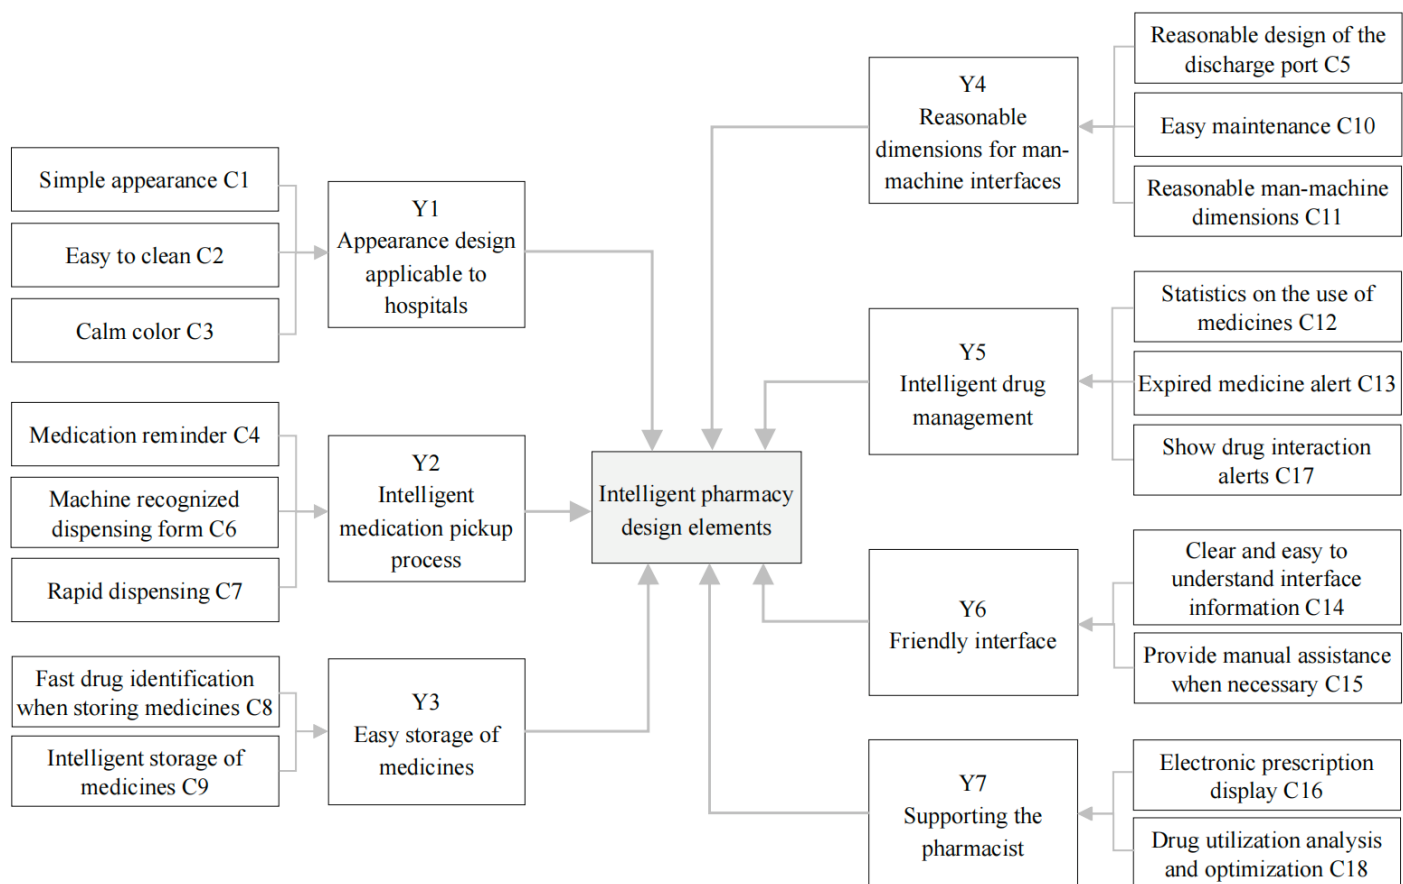 Simple appearance C1
Easy to clean C2
Calm color C3
Y1
Appearance design
applicable to
hospitals
Medication reminder C4
Machine recognized
dispensing form C6
Rapid dispensing C7
Y2
Intelligent
medication pickup
process
Fast drug identification
when storing medicines C8
Intelligent storage of
medicines C9
Y3
Easy storage of
medicines
Intelligent pharmacy
design elements
Y4
Reasonable
dimensions for man-
machine interfaces
Reasonable design of the
discharge port C5
Easy maintenance C10
Reasonable man-machine
dimensions C11
Y5
Intelligent drug
management
Statistics on the use of
medicines C12
Expired medicine alert C13
Show drug interaction
alerts C17
Y6
Friendly interface
Clear and easy to
understand interface
information C14
Provide manual assistance
when necessary C15
Y7
Supporting the
pharmacist
Electronic prescription
display C16
Drug utilization analysis
and optimization C18